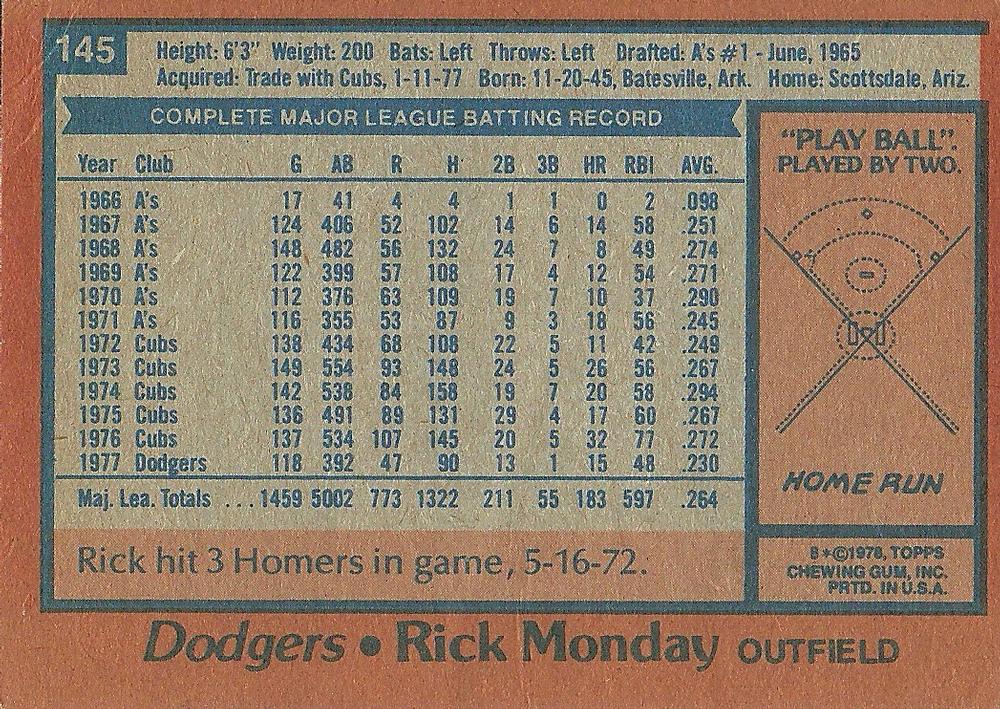 145
Height: 6'3" Weight: 200 Bats: Left Throws: Left Drafted: A's #1 - June, 1965
Acquired: Trade with Cubs, 1-11-77 Born: 11-20-45, Batesville, Ark. Home: Scottsdale, Ariz.
COMPLETE MAJOR LEAGUE BATTING RECORD
Year Club G AB R H 2B 3B HR RBI AVG.
1966 A's 17 41 4 4 1 1 0 2 .098
1967 A's 124 406 52 102 14 6 14 58 .251
1968 A's 148 482 56 132 24 7 8 49 .274
1969 A's 122 399 57 108 17 4 12 54 .271
1970 A's 112 376 63 109 19 7 10 37 .290
1971 A's 116 355 53 87 9 3 18 56 .245
1972 Cubs 138 434 68 108 22 5 11 42 .249
1973 Cubs 149 554 93 148 24 5 26 56 .267
1974 Cubs 142 538 84 158 19 7 20 58 .294
1975 Cubs 136 491 89 131 29 4 17 60 .267
1976 Cubs 137 534 107 145 20 5 32 77 .272
1977 Dodgers 118 392 47 90 13 1 15 48 .230
Maj. Lea. Totals ... 1459 5002 773 1322 211 55 183 597 .264
Rick hit 3 Homers in game, 5-16-72.
"PLAY BALL".
PLAYED BY TWO.
HOME RUN
B*©1978, TOPPS
CHEWING GUM, INC.
PRTD. IN U.S.A.
Dodgers • Rick Monday OUTFIELD